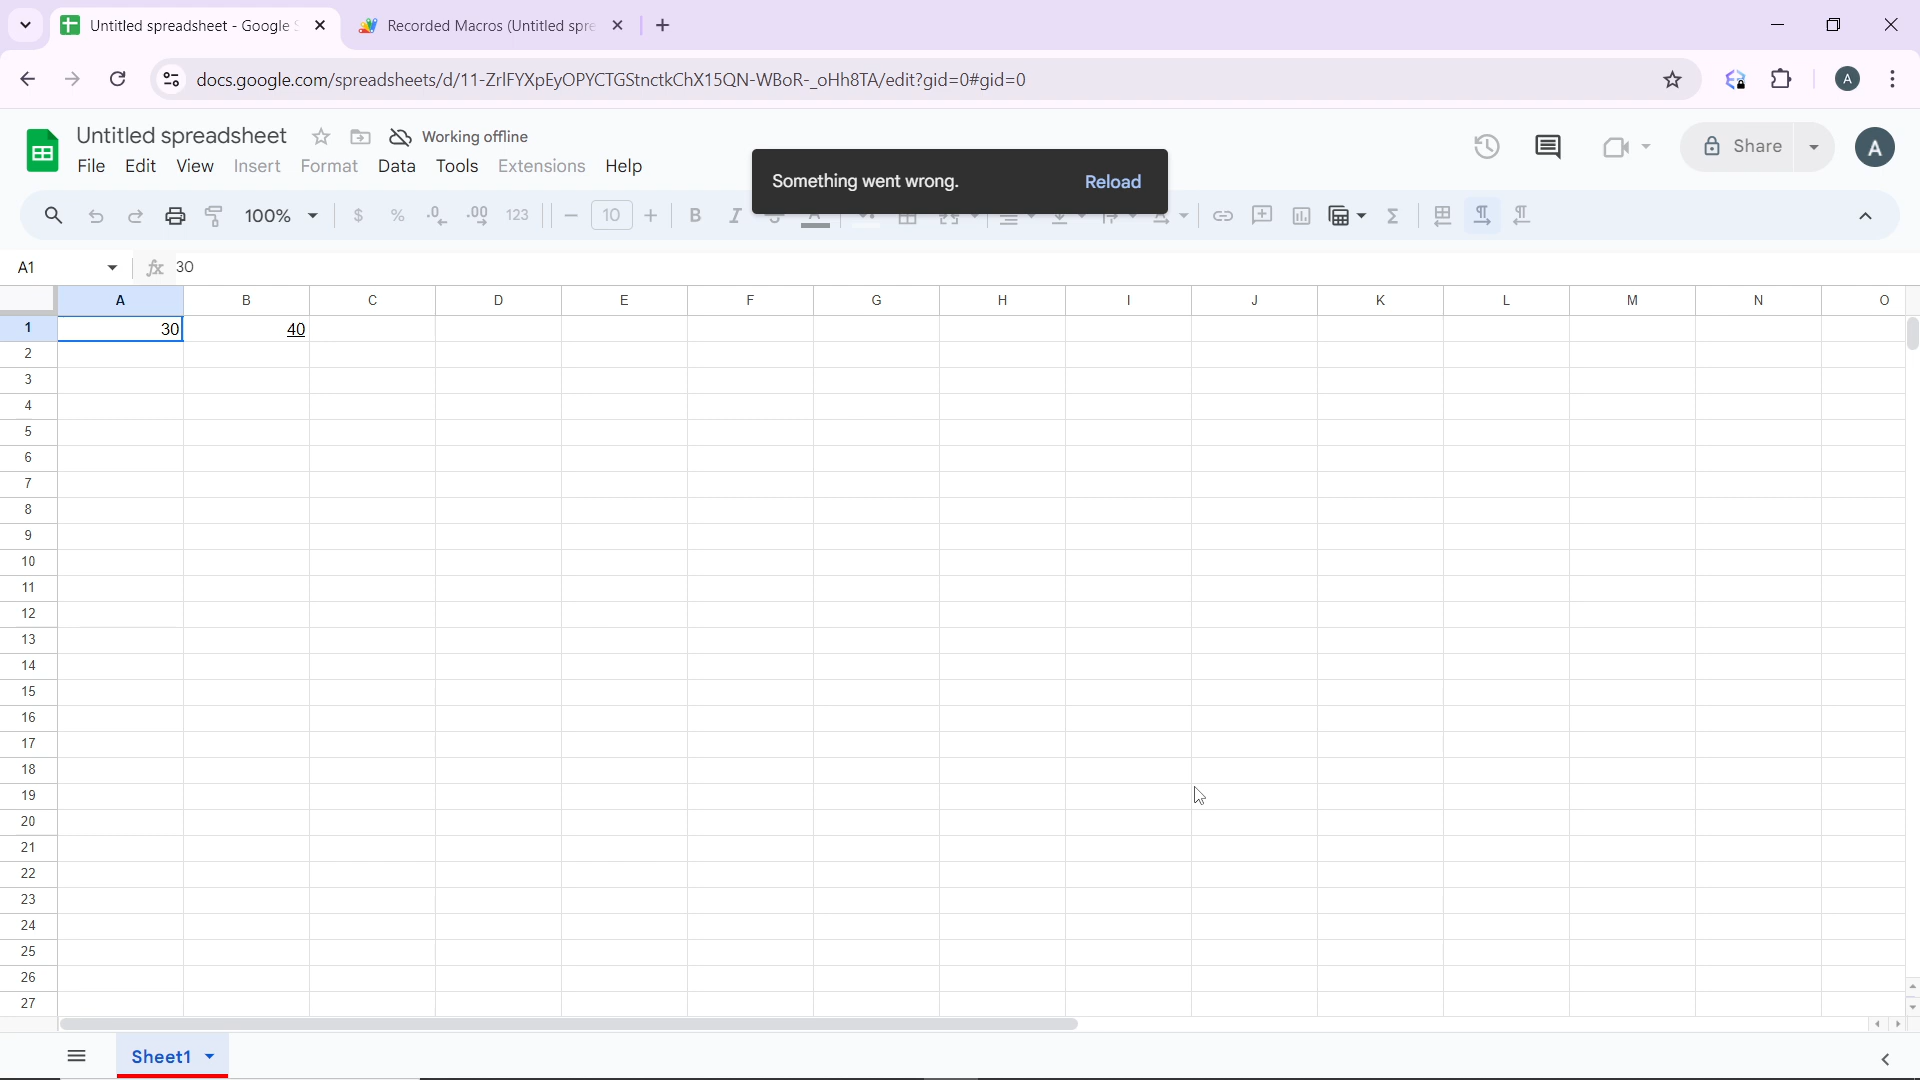 Untitled spreadsheet - Google S
Recorded Macros (Untitled spre
docs.google.com/spreadsheets/d/11-ZrlFYXpEyOPYCTGStnctkChX15QN-WBoR-_oHh8TA/edit?gid=0#gid=0
A
Untitled spreadsheet
Working offline
File Edit View Insert Format Data Tools Extensions Help
Something went wrong. Reload
Share
A
100% $ % .0 .00 123 10 B I
A1
fx 30
A B C D E F G H I J K L M N O
1 30 40
2
3
4
5
6
7
8
9
10
11
12
13
14
15
16
17
18
19
20
21
22
23
24
25
26
27
Sheet1